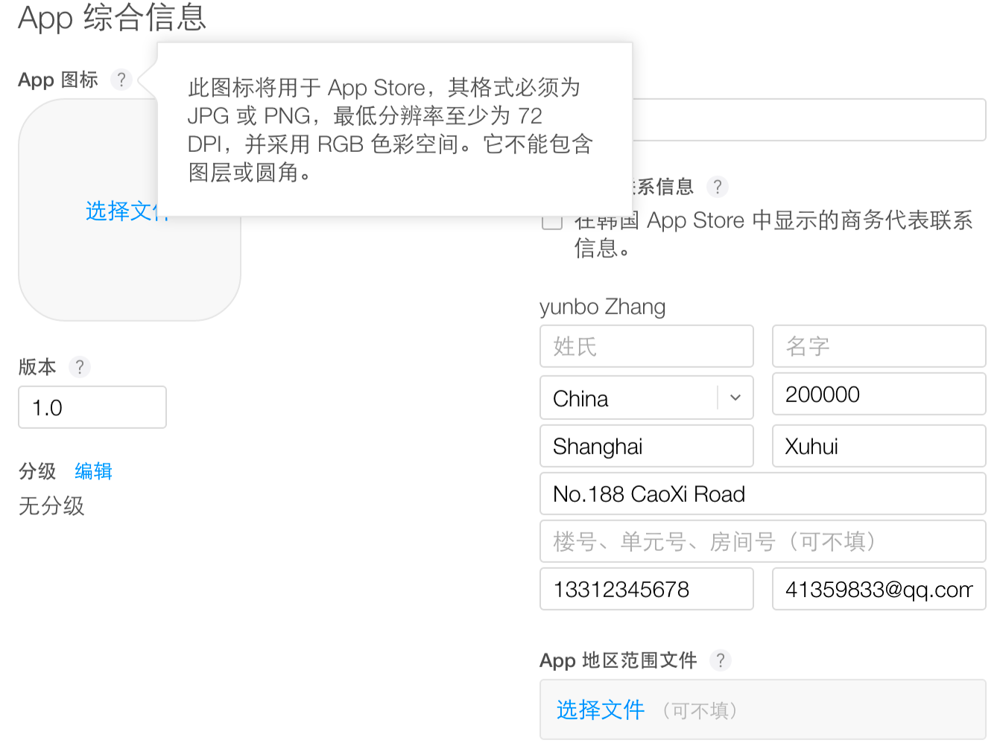 App 综合信息
App 图标 ?
此图标将用于 App Store，其格式必须为
JPG 或 PNG，最低分辨率至少为 72
DPI，并采用 RGB 色彩空间。它不能包含
图层或圆角。
选择文件
版本 ?
1.0
分级 编辑
无分级
系信息 ?
在韩国 App Store 中显示的商务代表联系
信息。
yunbo Zhang
姓氏 名字
China 200000
Shanghai Xuhui
No.188 CaoXi Road
楼号、单元号、房间号（可不填）
13312345678 41359833@qq.com
App 地区范围文件 ?
选择文件 （可不填）